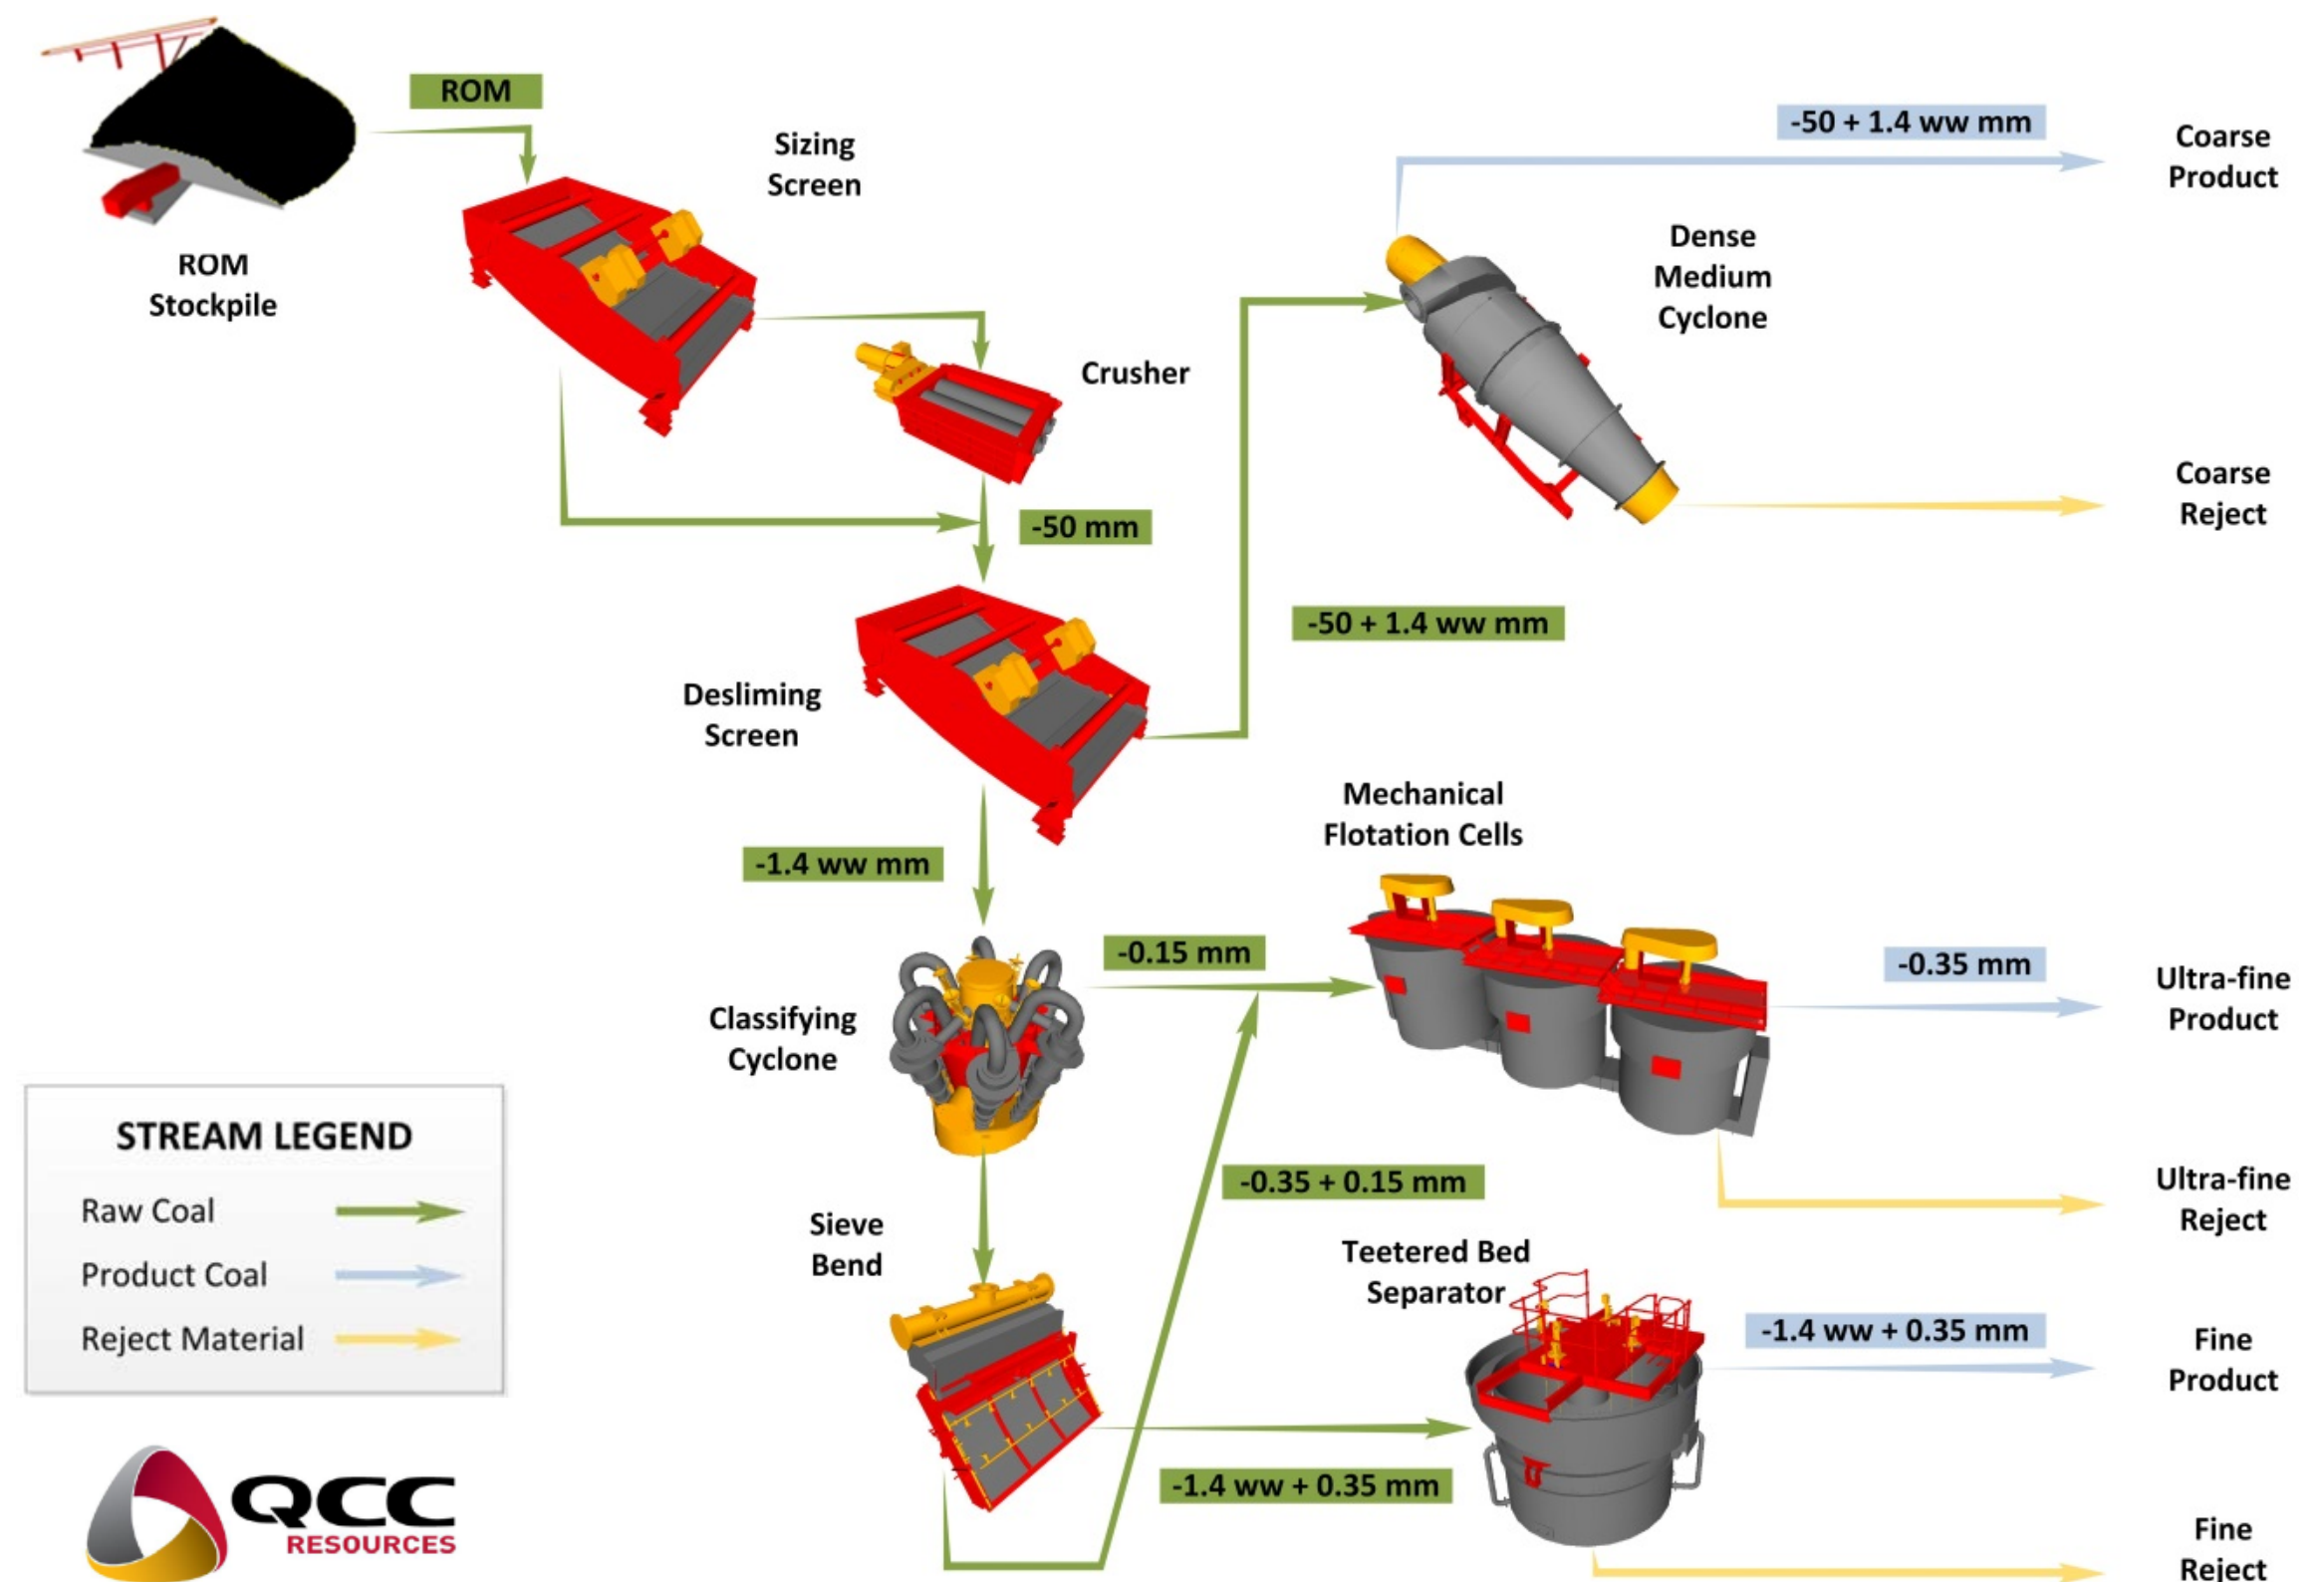 ROM
Sizing
Screen
-50 + 1.4 ww mm
Coarse
Product
ROM
Stockpile
Dense
Medium
Cyclone
Crusher
Coarse
Reject
-50 mm
-50 + 1.4 ww mm
Desliming
Screen
Mechanical
Flotation Cells
-1.4 ww mm
-0.15 mm
-0.35 mm
Ultra-fine
Product
Classifying
Cyclone
STREAM LEGEND
Raw Coal
Product Coal
Reject Material
-0.35 + 0.15 mm
Ultra-fine
Reject
Sieve
Bend
Teetered Bed
Separator
-1.4 ww + 0.35 mm
Fine
Product
-1.4 ww + 0.35 mm
Fine
Reject
QCC
RESOURCES